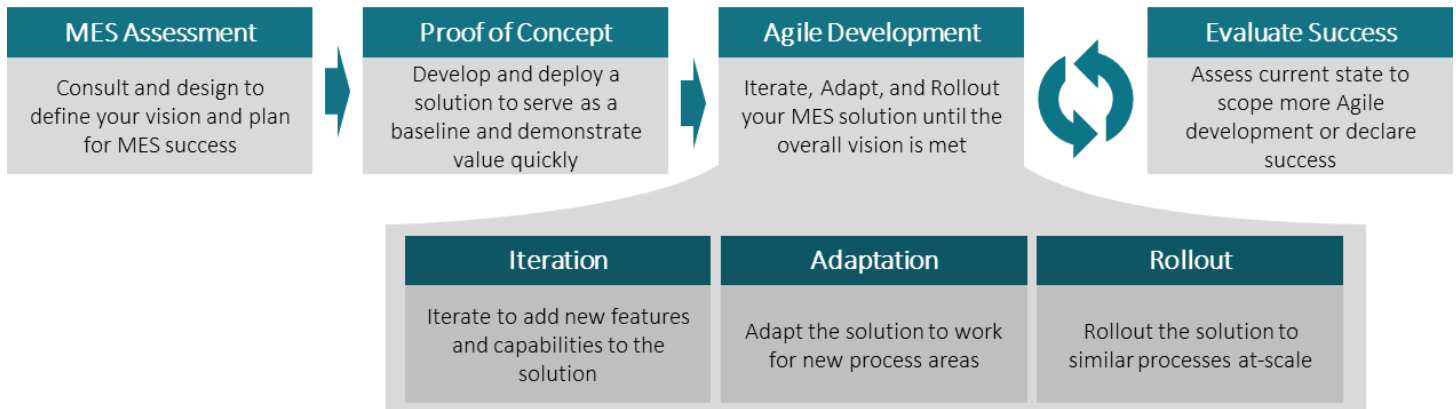 MES Assessment
Consult and design to
define your vision and plan
for MES success
Proof of Concept
Develop and deploy a
solution to serve as a
baseline and demonstrate
value quickly
Agile Development
Iterate, Adapt, and Rollout
your MES solution until the
overall vision is met
Evaluate Success
Assess current state to
scope more Agile
development or declare
success
Iteration
Iterate to add new features
and capabilities to the
solution
Adaptation
Adapt the solution to work
for new process areas
Rollout
Rollout the solution to
similar processes at-scale